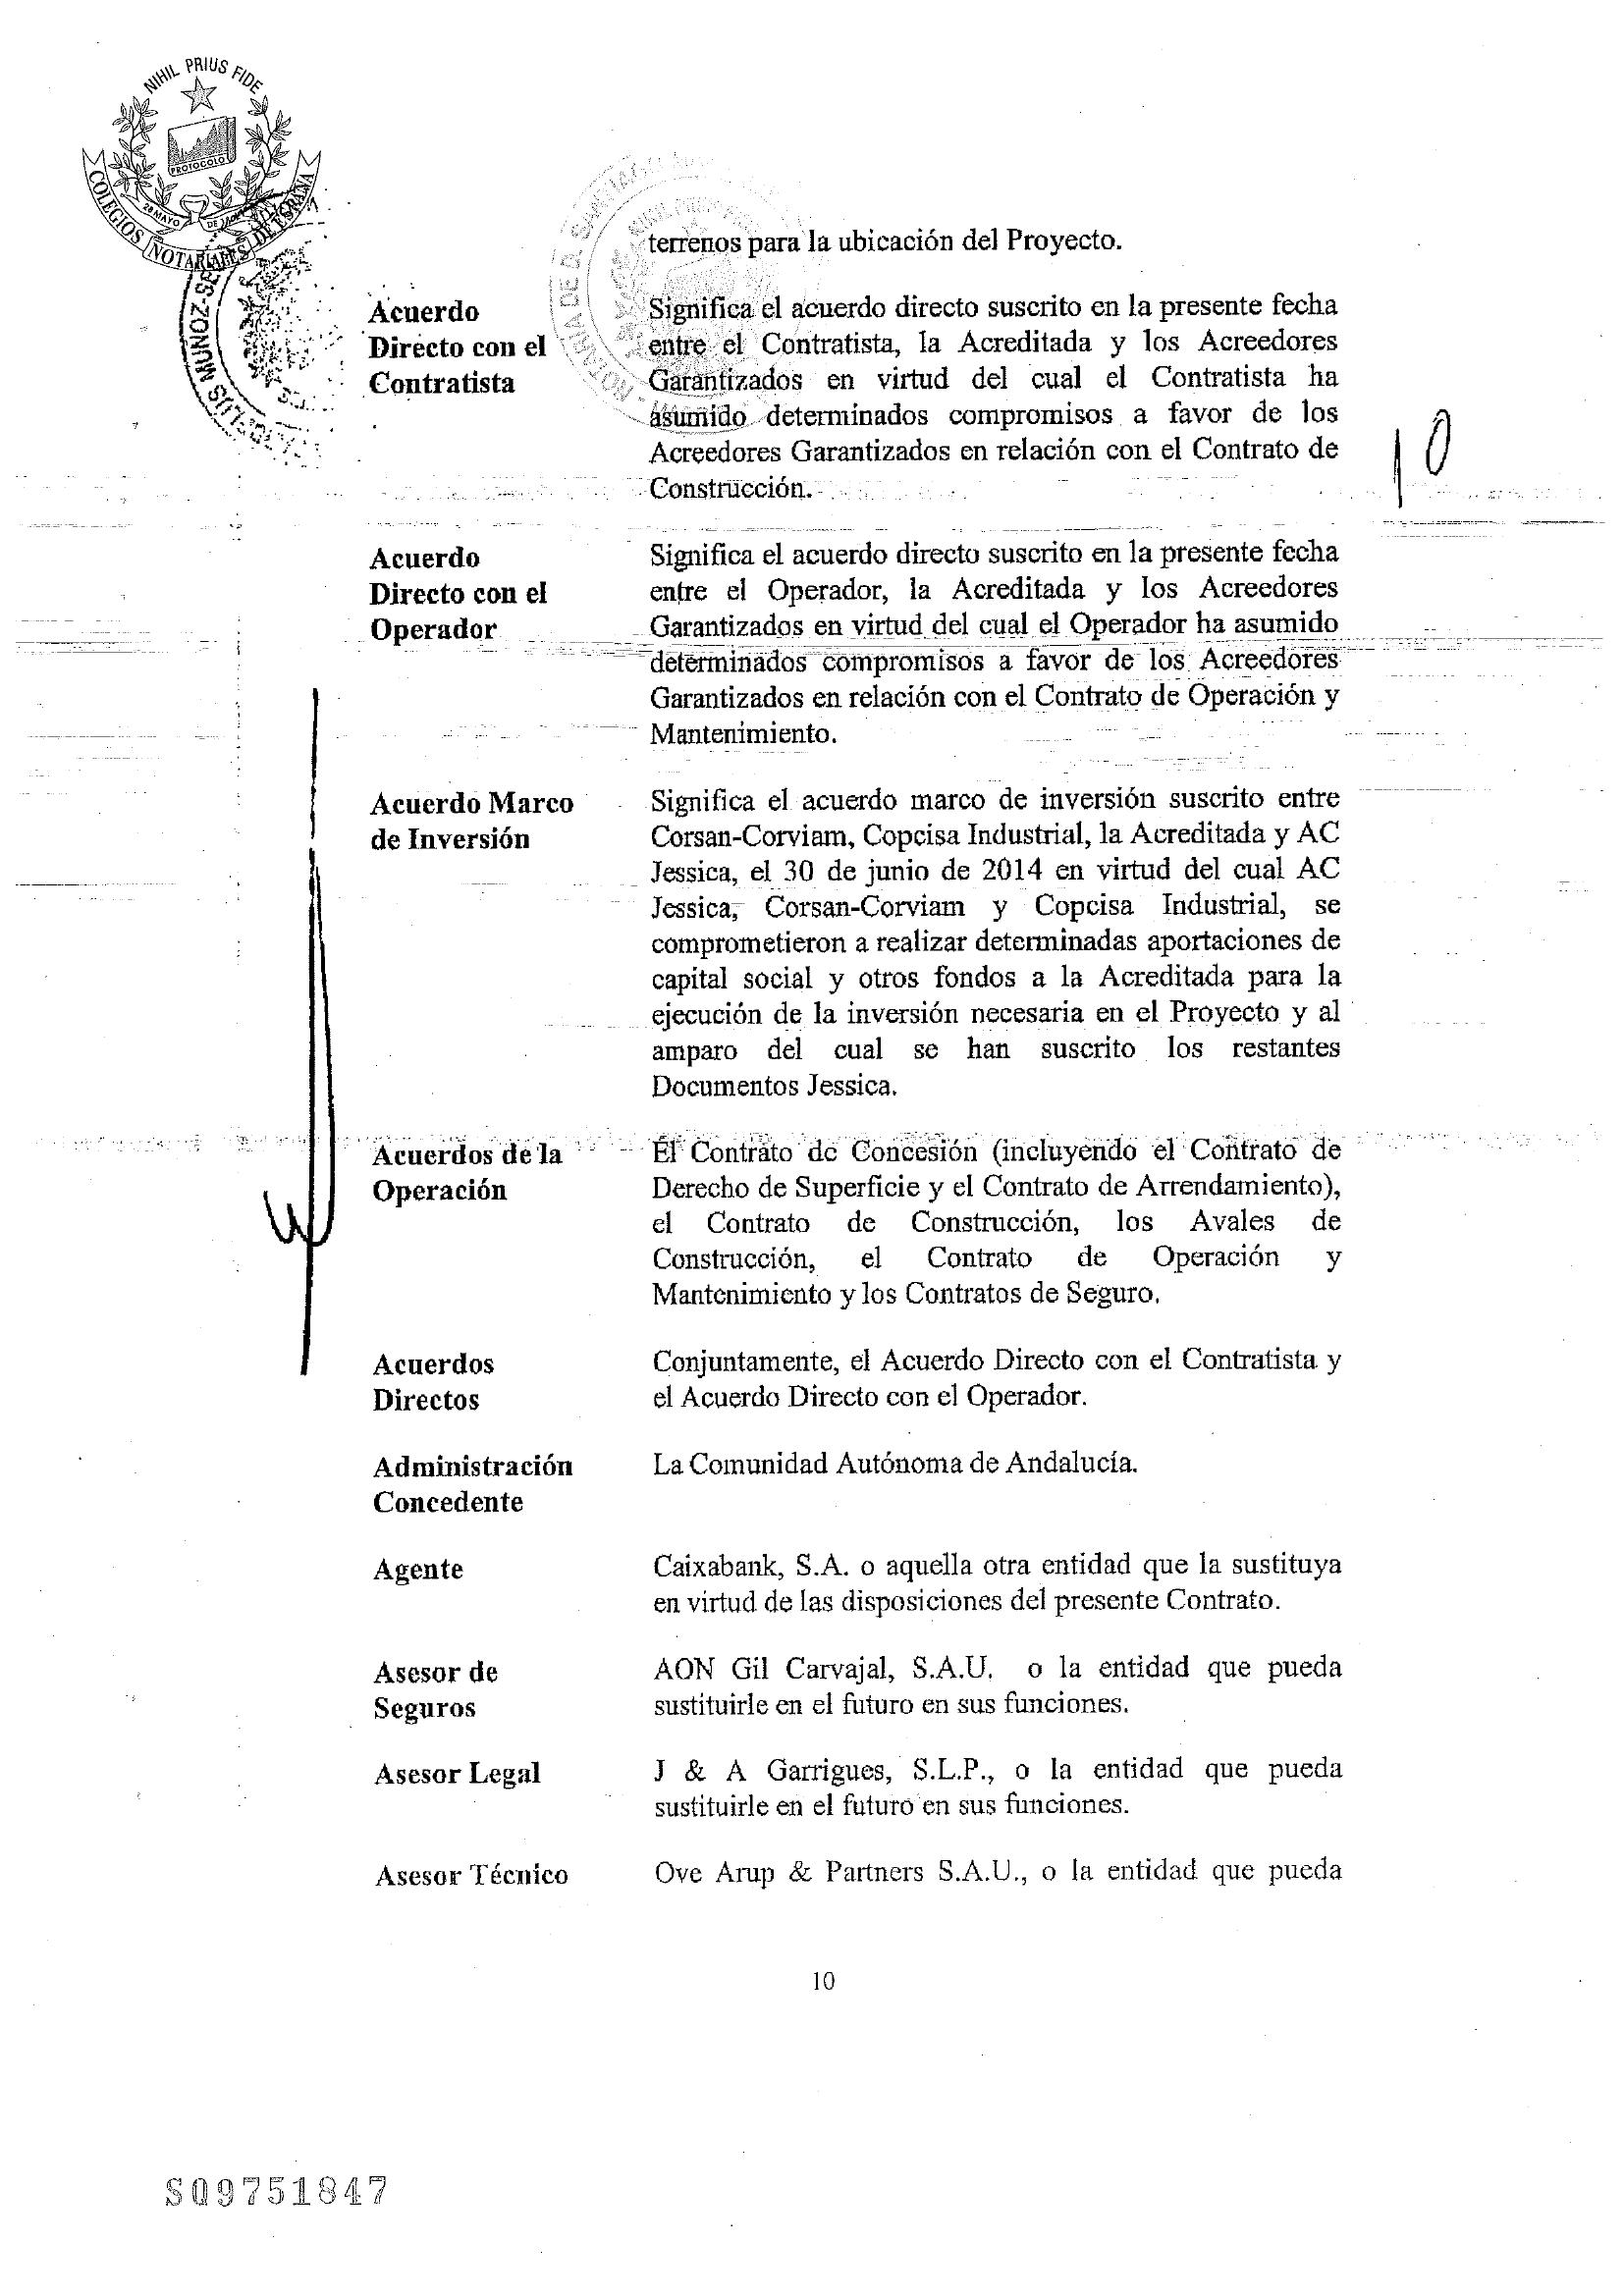 NIHIL PRIUS FIDE
PROTOCOLO
28 MAYO DE
COLEGIOS NOTARIALES DE ESPAÑA
MUÑOZ-SE
LUIS
NOTARIA DE D.
NIHIL PRIUS
terrenos para la ubicación del Proyecto.
Acuerdo
Directo con el
Contratista
Significa el acuerdo directo suscrito en la presente fecha
entre el Contratista, la Acreditada y los Acreedores
Garantizados en virtud del cual el Contratista ha
asumido determinados compromisos a favor de los
Acreedores Garantizados en relación con el Contrato de
Construcción.
10
Acuerdo
Directo con el
Operador
Significa el acuerdo directo suscrito en la presente fecha
entre el Operador, la Acreditada y los Acreedores
Garantizados en virtud del cual el Operador ha asumido
determinados compromisos a favor de los Acreedores
Garantizados en relación con el Contrato de Operación y
Mantenimiento.
Acuerdo Marco
de Inversión
Significa el acuerdo marco de inversión suscrito entre
Corsan-Corviam, Copcisa Industrial, la Acreditada y AC
Jessica, el 30 de junio de 2014 en virtud del cual AC
Jessica, Corsan-Corviam y Copcisa Industrial, se
comprometieron a realizar determinadas aportaciones de
capital social y otros fondos a la Acreditada para la
ejecución de la inversión necesaria en el Proyecto y al
amparo del cual se han suscrito los restantes
Documentos Jessica.
Acuerdos de la
Operación
El Contrato de Concesión (incluyendo el Contrato de
Derecho de Superficie y el Contrato de Arrendamiento),
el Contrato de Construcción, los Avales de
Construcción, el Contrato de Operación y
Mantenimiento y los Contratos de Seguro.
Acuerdos
Directos
Conjuntamente, el Acuerdo Directo con el Contratista y
el Acuerdo Directo con el Operador.
Administración
Concedente
La Comunidad Autónoma de Andalucía.
Agente
Caixabank, S.A. o aquella otra entidad que la sustituya
en virtud de las disposiciones del presente Contrato.
Asesor de
Seguros
AON Gil Carvajal, S.A.U. o la entidad que pueda
sustituirle en el futuro en sus funciones.
Asesor Legal
J & A Garrigues, S.L.P., o la entidad que pueda
sustituirle en el futuro en sus funciones.
Asesor Técnico
Ove Arup & Partners S.A.U., o la entidad que pueda
10
S09751847